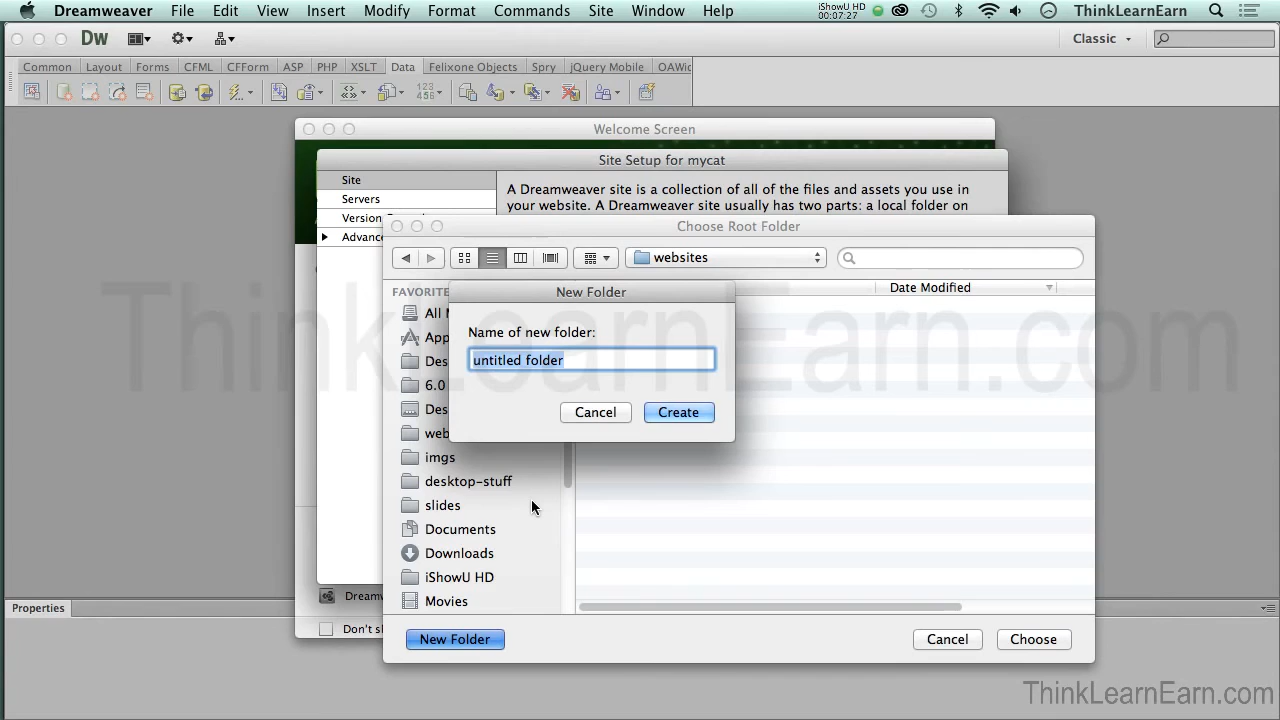 Dreamweaver File Edit View Insert Modify Format Commands Site Window Help iShowU HD 00:07:27 ThinkLearnEarn
Dw Classic
Common Layout Forms CFML CFForm ASP PHP XSLT Data Felixone Objects Spry jQuery Mobile OAWid
Welcome Screen
Site Setup for mycat
Site
Servers
Version
Advance
A Dreamweaver site is a collection of all of the files and assets you use in
your website. A Dreamweaver site usually has two parts: a local folder on
Choose Root Folder
websites
FAVORITE
Date Modified
New Folder
Name of new folder:
untitled folder
Cancel Create
All M
App
Des
6.0
Des
web
imgs
desktop-stuff
slides
Documents
Downloads
iShowU HD
Movies
New Folder Cancel Choose
Dreamw
Don't sh
Properties
ThinkLearnEarn.com
ThinkLearnEarn.com